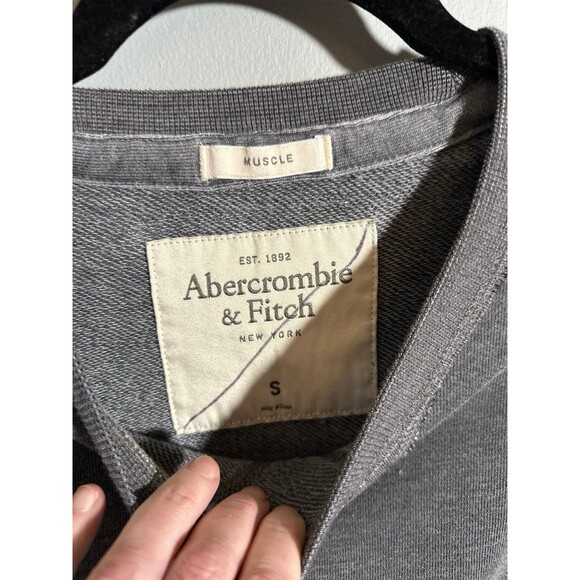 MUSCLE
EST. 1892
Abercrombie
& Fitch
NEW YORK
S